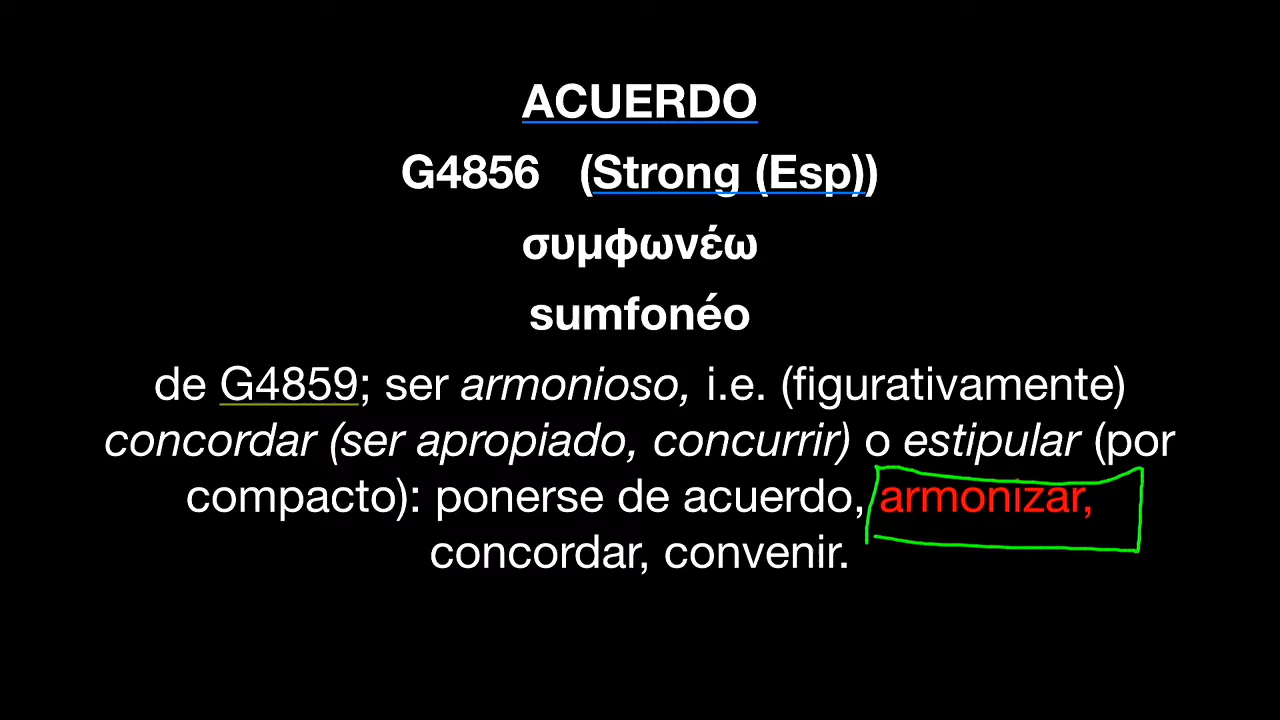 ACUERDO
G4856 (Strong (Esp))
συμφωνέω
sumfonéo
de G4859; ser armonioso, i.e. (figurativamente)
concordar (ser apropiado, concurrir) o estipular (por
compacto): ponerse de acuerdo, armonizar,
concordar, convenir.